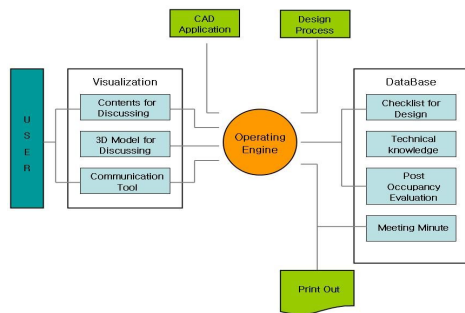 CAD
Application
Design
Process
Visualization
DataBase
U
S
E
R
Contents for
Discussing
3D Model for
Discussing
Communication
Tool
Operating
Engine
Checklist for
Design
Technical
knowledge
Post
Occupancy
Evaluation
Meeting Minute
Print Out